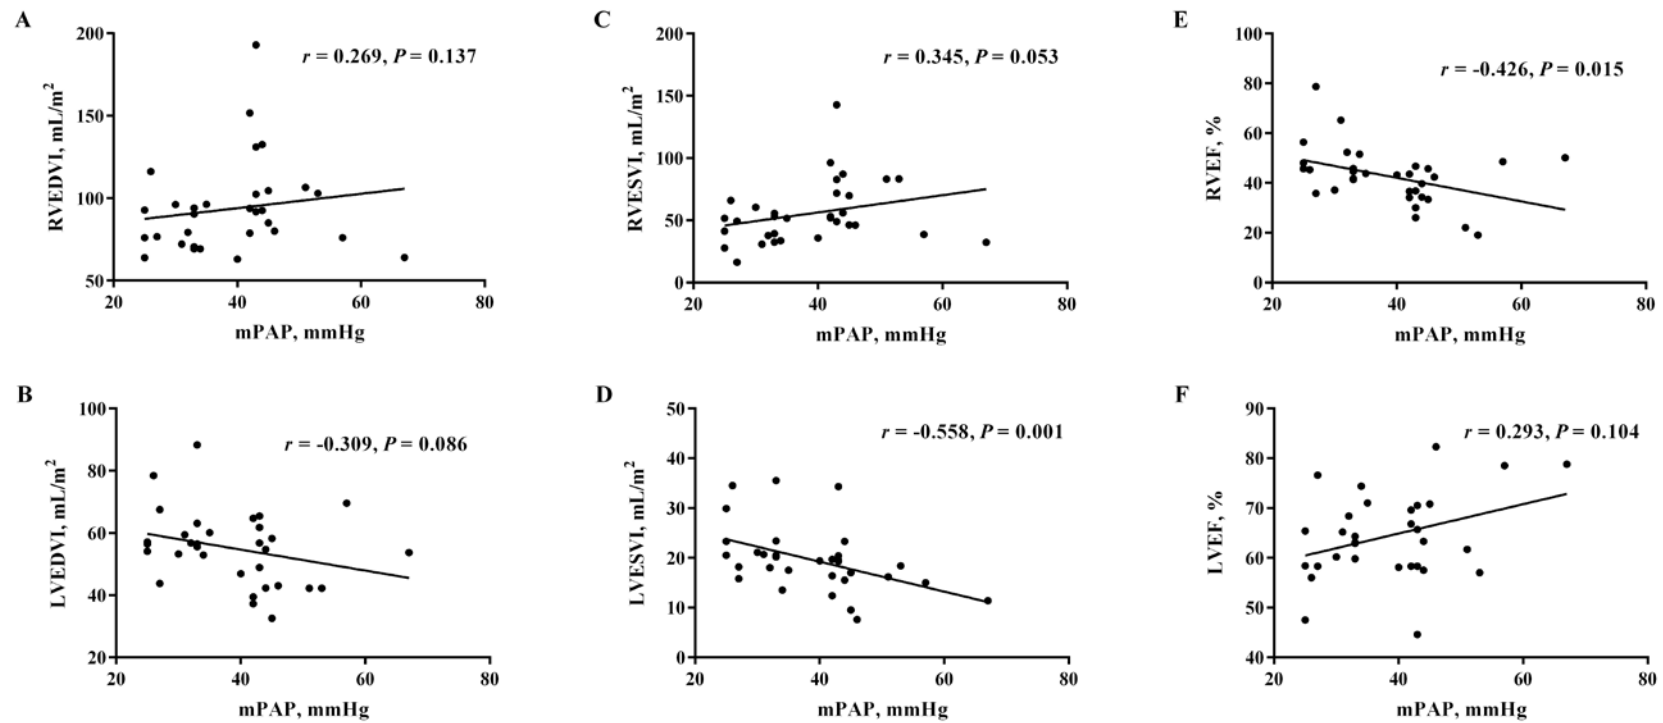 A
r = 0.269, P = 0.137
RVEDVI, mL/m²
200
150
100
50
20 40 60 80
mPAP, mmHg
C
r = 0.345, P = 0.053
RVESVI, mL/m²
200
150
100
50
0
20 40 60 80
mPAP, mmHg
E
r = -0.426, P = 0.015
RVEF, %
100
80
60
40
20
0
20 40 60 80
mPAP, mmHg
B
r = -0.309, P = 0.086
LVEDVI, mL/m²
100
80
60
40
20
20 40 60 80
mPAP, mmHg
D
r = -0.558, P = 0.001
LVESVI, mL/m²
50
40
30
20
10
0
20 40 60 80
mPAP, mmHg
F
r = 0.293, P = 0.104
LVEF, %
90
80
70
60
50
40
20 40 60 80
mPAP, mmHg